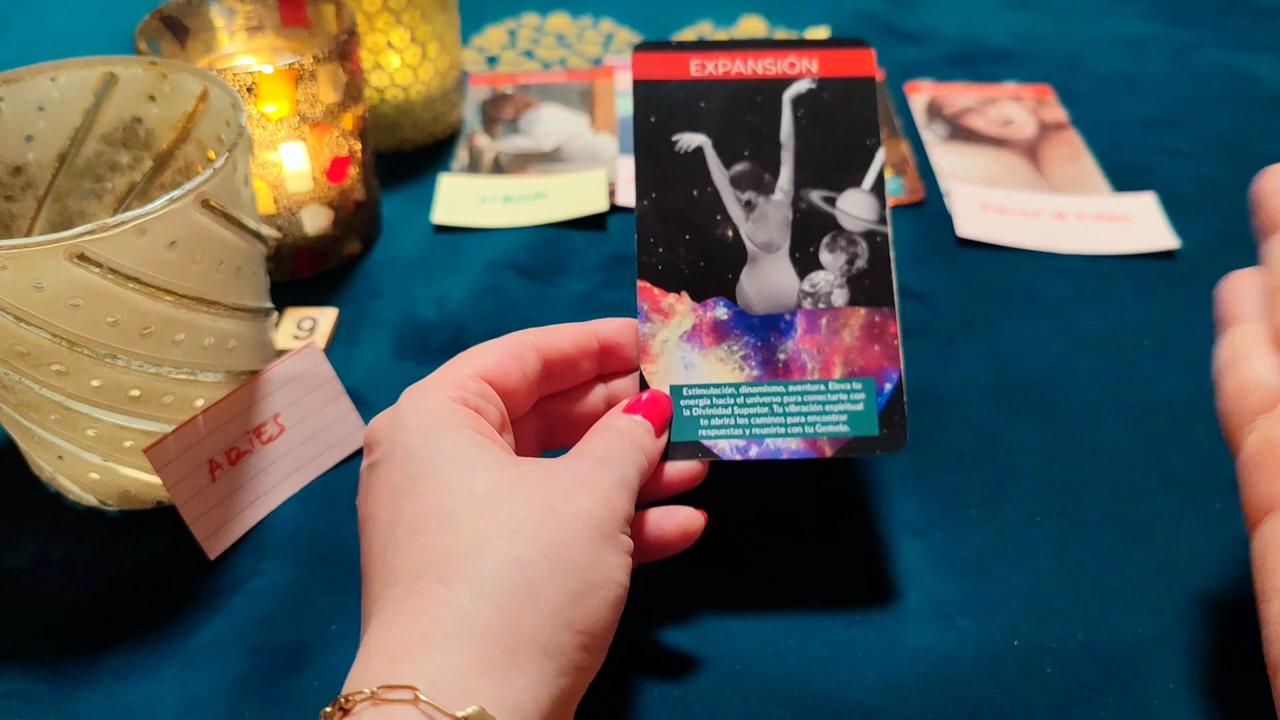 EXPANSIÓN
Estimulación, dinamismo, aventura. Eleva tu
energía hacia el universo para conectarte con
la Divinidad Superior. Tu vibración espiritual
te abrirá los caminos para encontrar
respuestas y reunirte con tu Gemelo.
9
ARIES